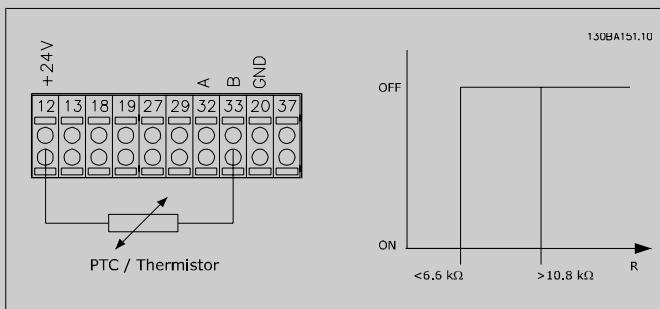 130BA151.10
+24V
A
B
GND
12 13 18 19 27 29 32 33 20 37
PTC / Thermistor
OFF
ON
<6.6 kΩ
>10.8 kΩ
R